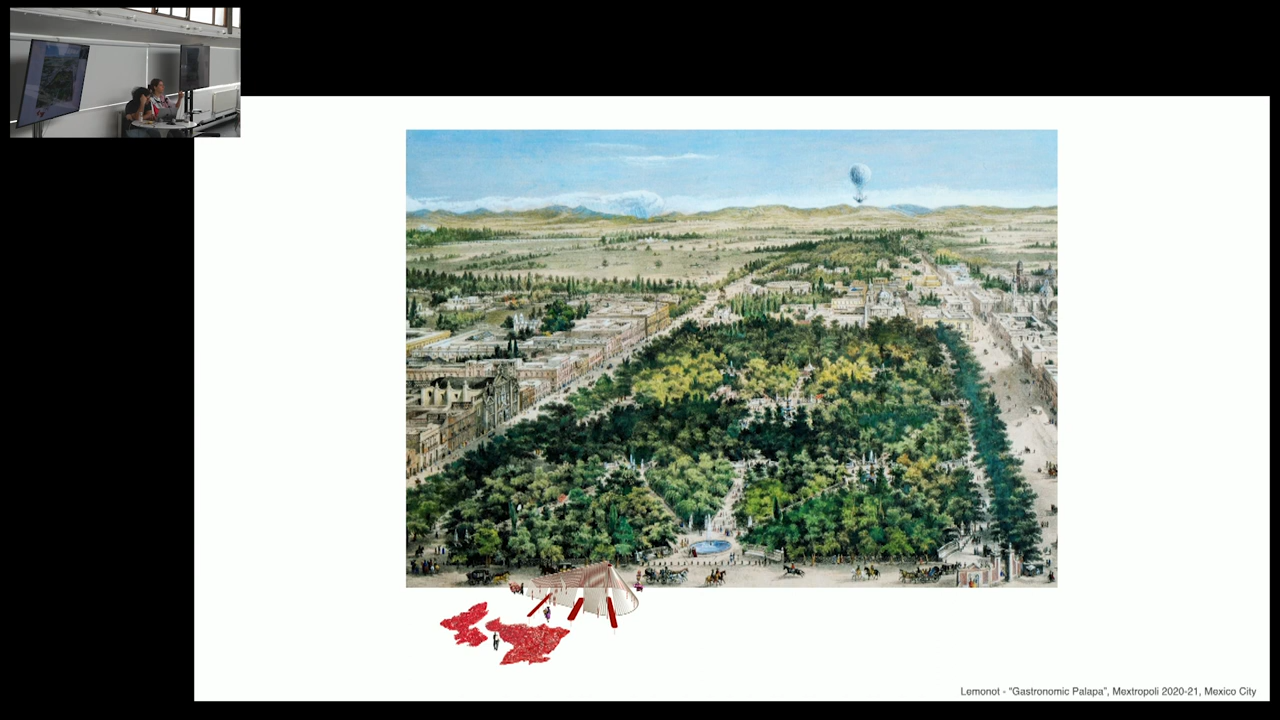 Lemonot - “Gastronomic Palapa”, Mextropoli 2020-21, Mexico City